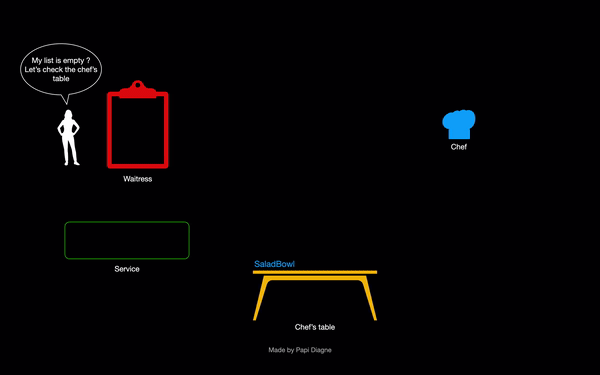 My list is empty ?
Let's check the chef's
table
Waitress
Chef
Service
SaladBowl
Chef's table
Made by Papi Diagne